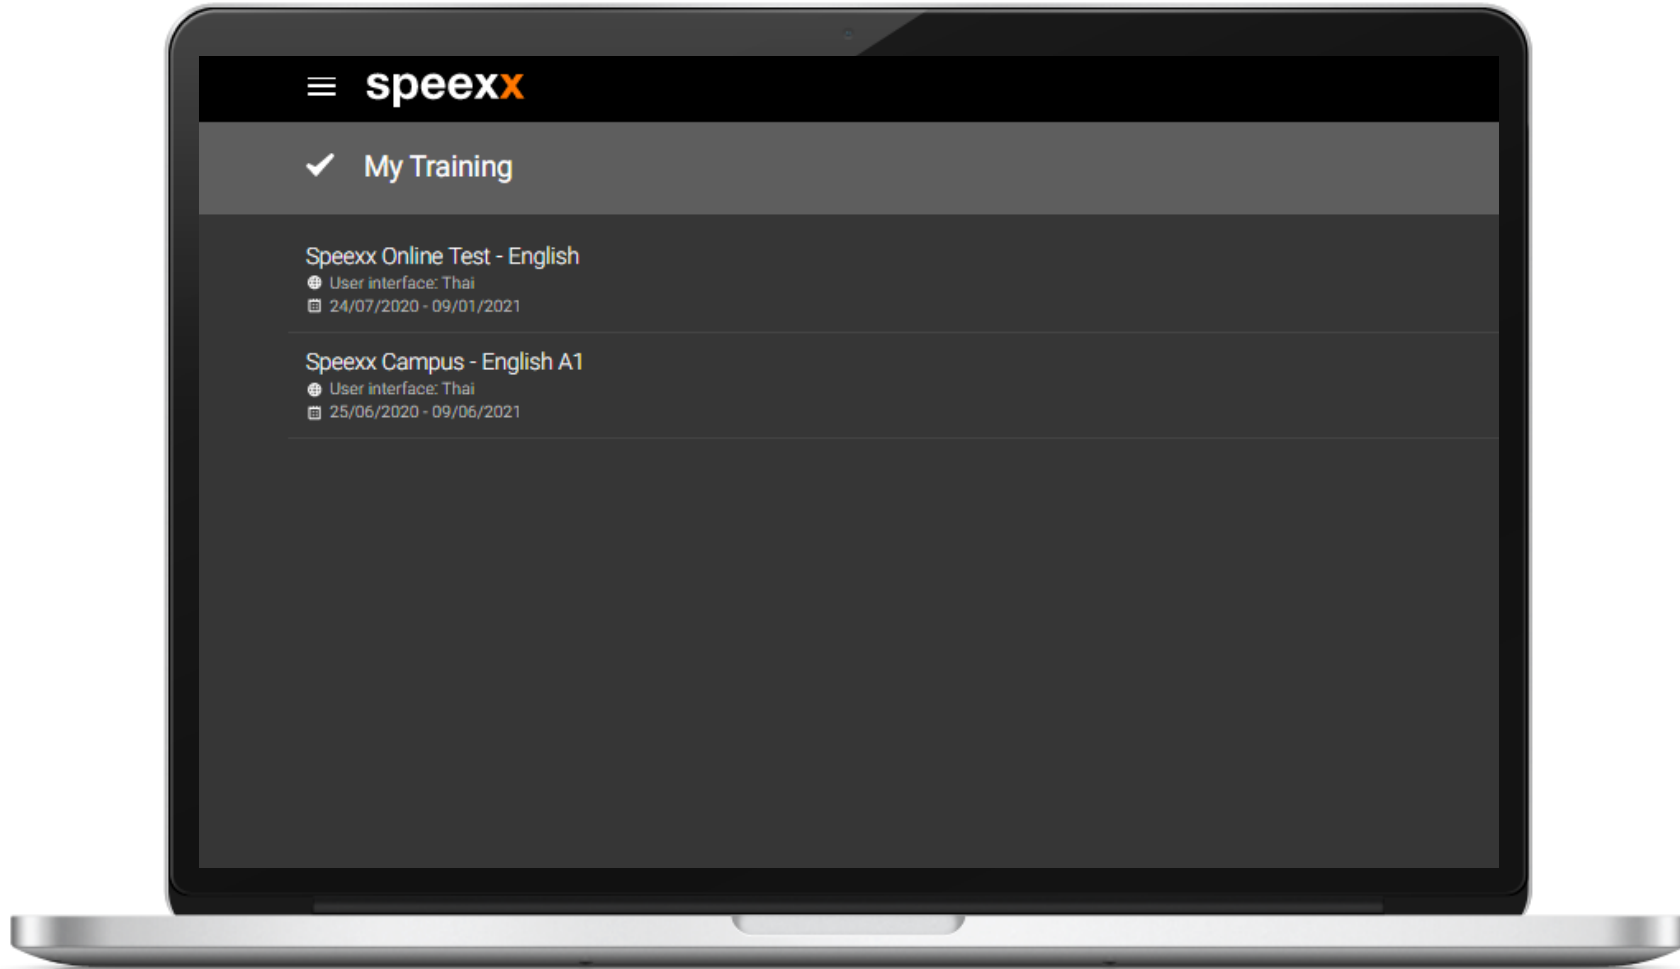 speexx
My Training
Speexx Online Test - English
User interface: Thai
24/07/2020 - 09/01/2021
Speexx Campus - English A1
User interface: Thai
25/06/2020 - 09/06/2021